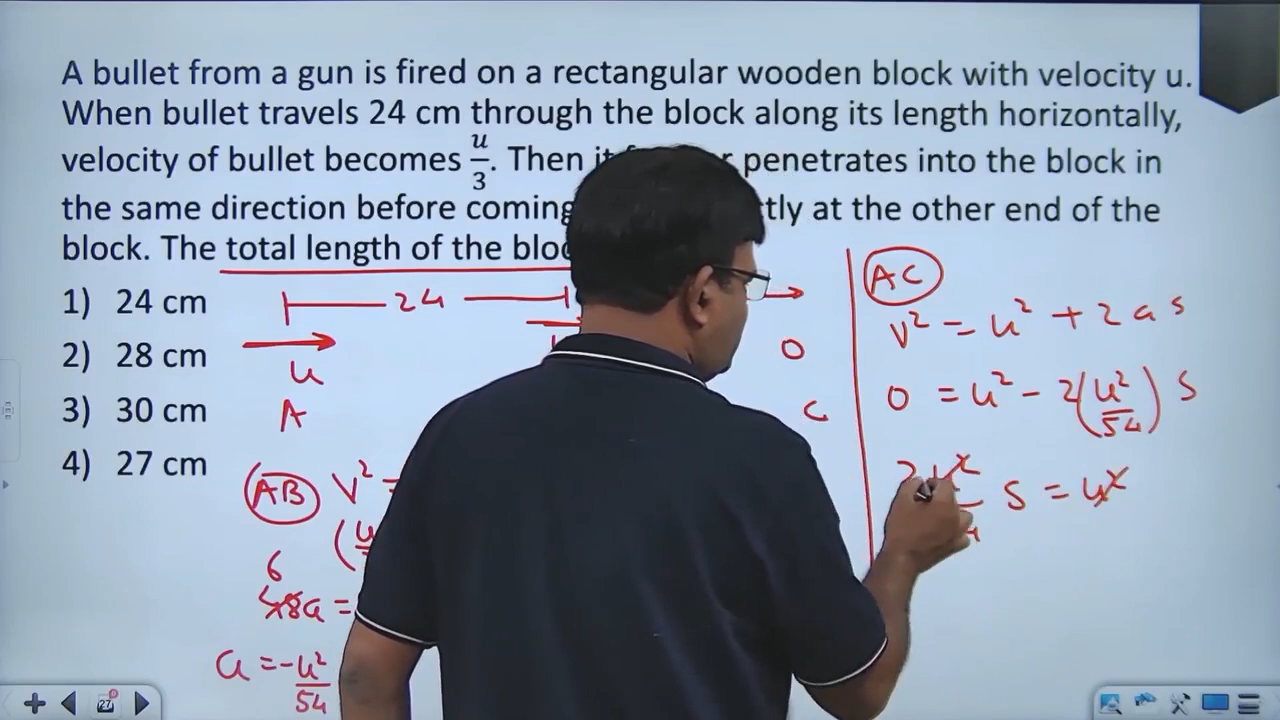 A bullet from a gun is fired on a rectangular wooden block with velocity u.
When bullet travels 24 cm through the block along its length horizontally,
velocity of bullet becomes u/3. Then it penetrates into the block in
the same direction before coming at the other end of the
block. The total length of the
1) 24 cm
2) 28 cm
3) 30 cm
4) 27 cm
24
u
A
O
C
AB V² =
6
48a =
a = -u²/54
AC
V² = u² + 2as
0 = u² - 2(u²/54) S
S = u²
27